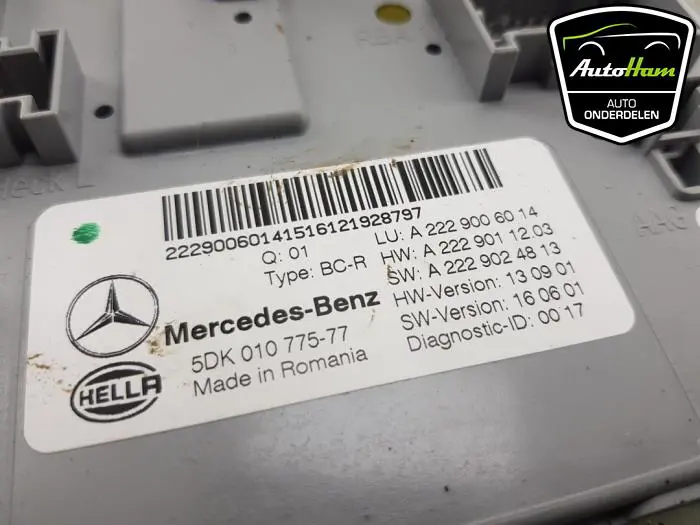 AutoHam
AUTO
ONDERDELEN
22290060141516121928797
Q: 01
Type: BC-R
LU: A 222 900 60 14
HW: A 222 901 12 03
SW: A 222 902 48 13
HW-Version: 13 09 01
SW-Version: 16 06 01
Diagnostic-ID: 00 17
Mercedes-Benz
5DK 010 775-77
Made in Romania
HELLA